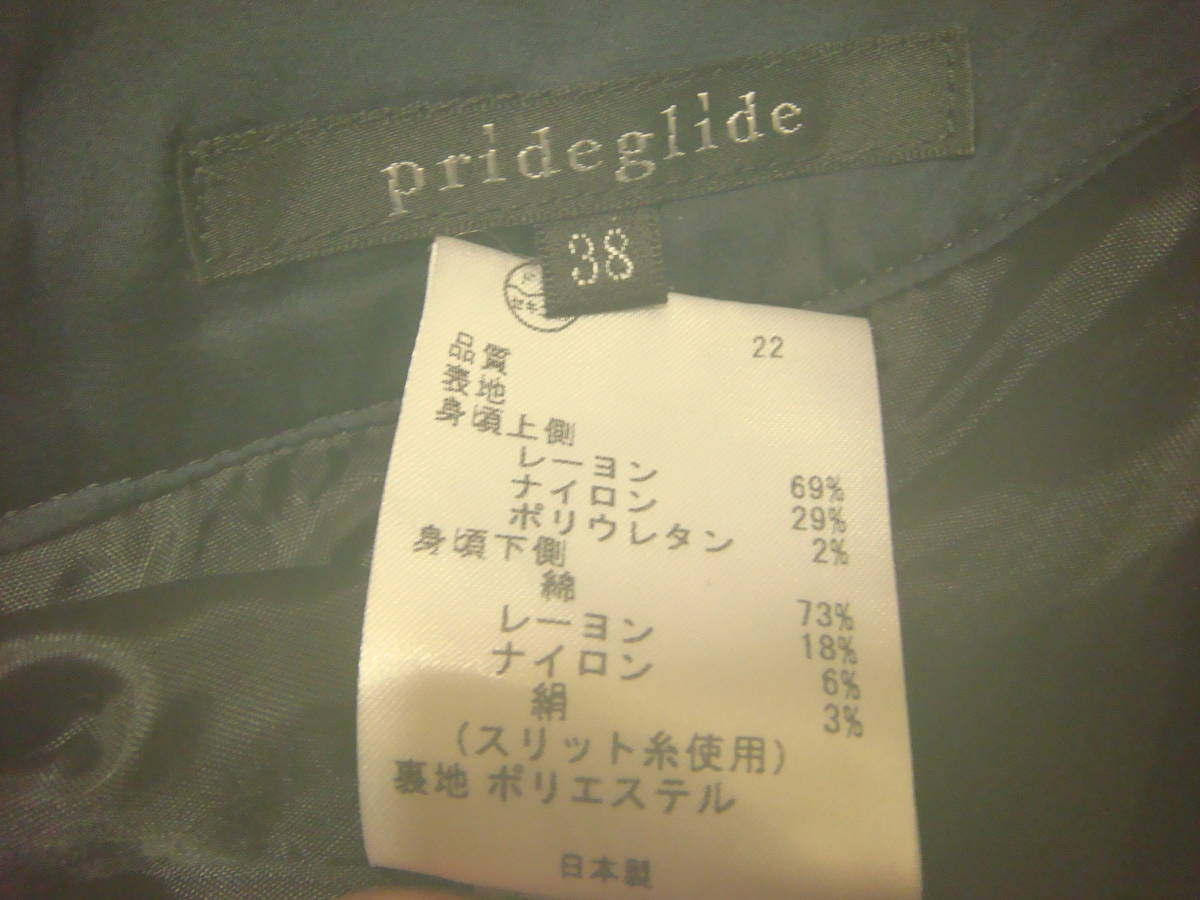 prideglide
38
22
品質
表地
身頃上側
レーヨン 69%
ナイロン 29%
ポリウレタン 2%
身頃下側
綿 73%
レーヨン 18%
ナイロン 6%
絹 3%
(スリット糸使用)
裏地 ポリエステル
日本製